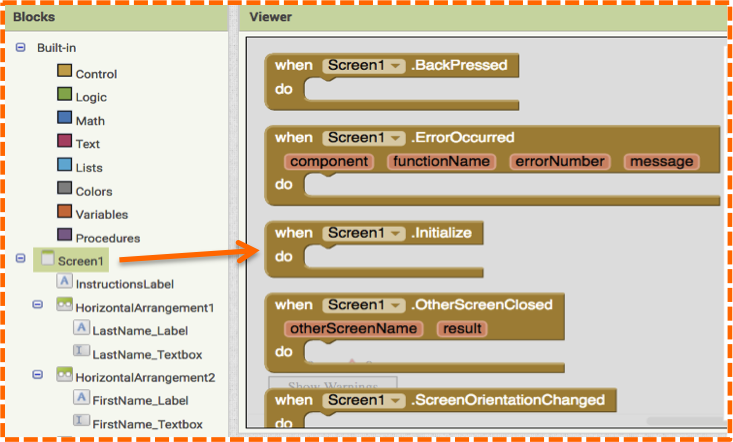 Blocks
Built-in
Control
Logic
Math
Text
Lists
Colors
Variables
Procedures
Screen1
InstructionsLabel
HorizontalArrangement1
LastName_Label
LastName_Textbox
HorizontalArrangement2
FirstName_Label
FirstName_Textbox
Viewer
when Screen1 .BackPressed
do
when Screen1 .ErrorOccurred
component functionName errorNumber message
do
when Screen1 .Initialize
do
when Screen1 .OtherScreenClosed
otherScreenName result
do
Show Warnings
when Screen1 .ScreenOrientationChanged
do